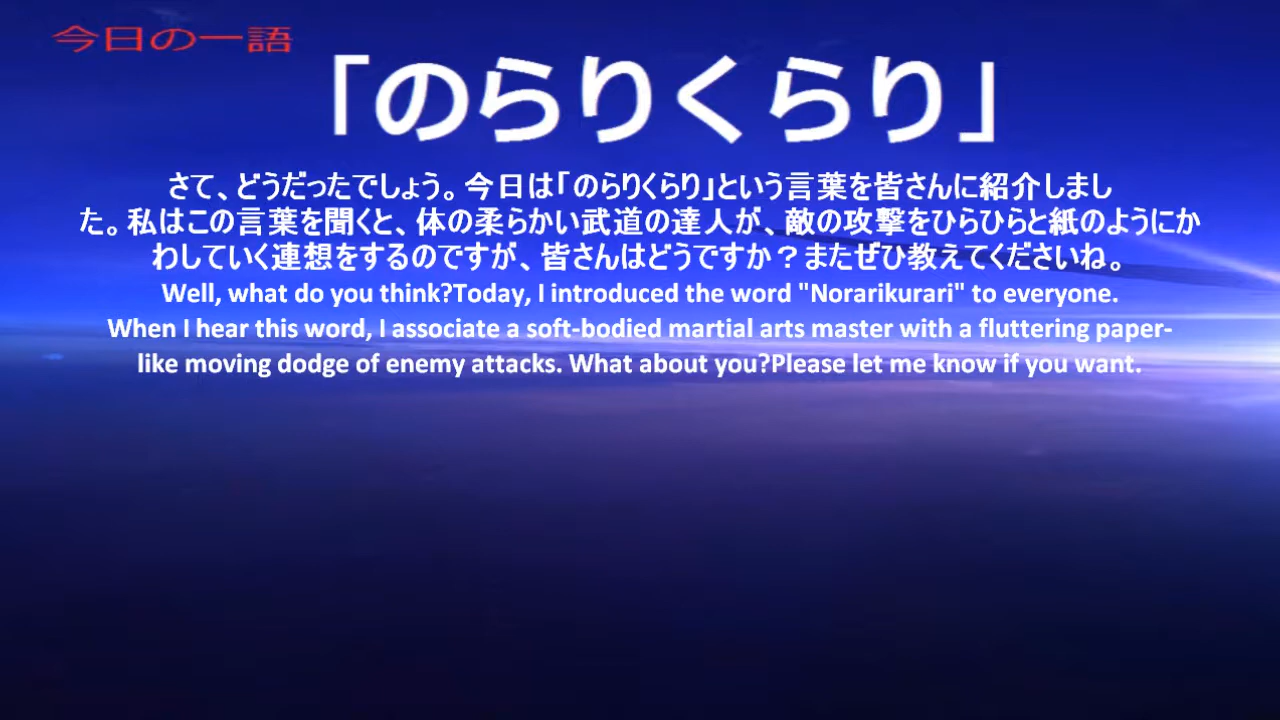 今日の一語
「のらりくらり」
さて、どうだったでしょう。今日は「のらりくらり」という言葉を皆さんに紹介しまし
た。私はこの言葉を聞くと、体の柔らかい武道の達人が、敵の攻撃をひらひらと紙のようにか
わしていく連想をするのですが、皆さんはどうですか？またぜひ教えてくださいね。
Well, what do you think?Today, I introduced the word "Norarikurari" to everyone.
When I hear this word, I associate a soft-bodied martial arts master with a fluttering paper-
like moving dodge of enemy attacks. What about you?Please let me know if you want.